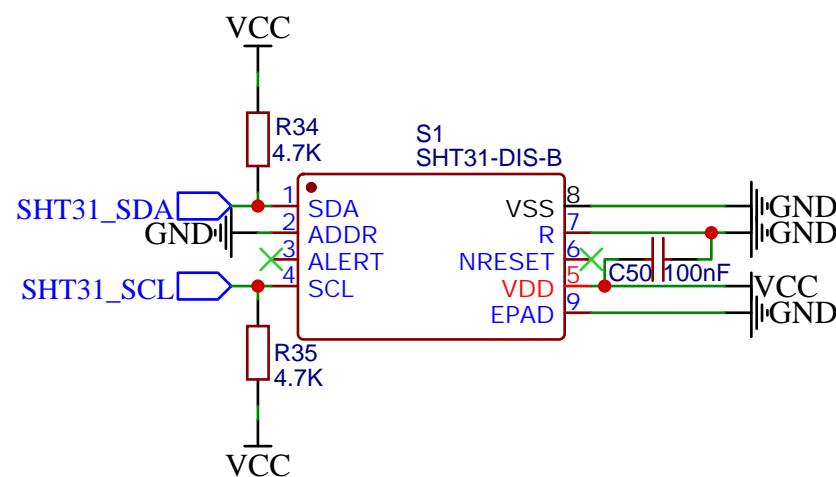 VCC
R34
4.7K
S1
SHT31-DIS-B
SHT31_SDA
1
SDA
VSS
8
GND
GND
2
ADDR
R
7
GND
3
ALERT
NRESET
6
C50
100nF
SHT31_SCL
4
SCL
VDD
5
VCC
EPAD
9
GND
R35
4.7K
VCC